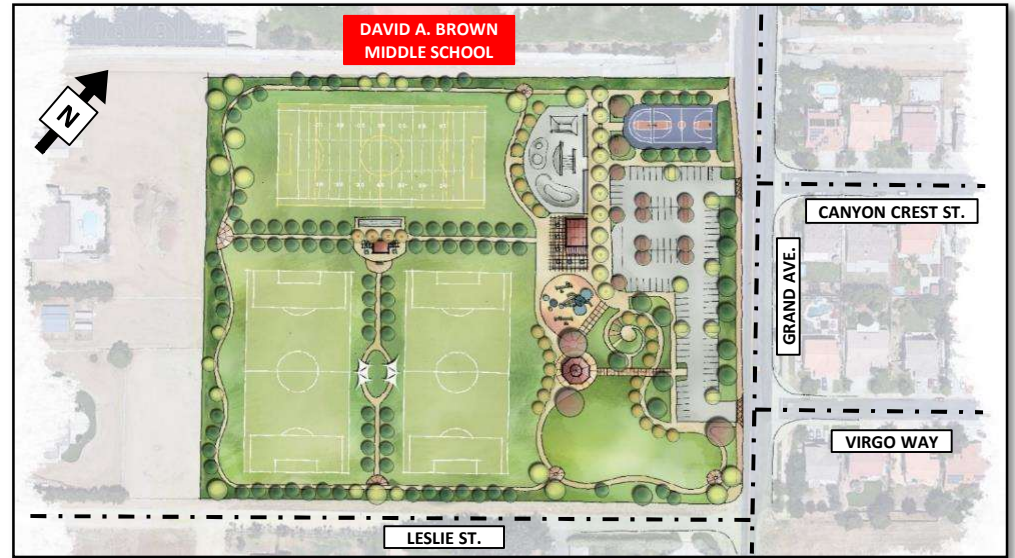 DAVID A. BROWN
MIDDLE SCHOOL
N
CANYON CREST ST.
GRAND AVE.
VIRGO WAY
LESLIE ST.